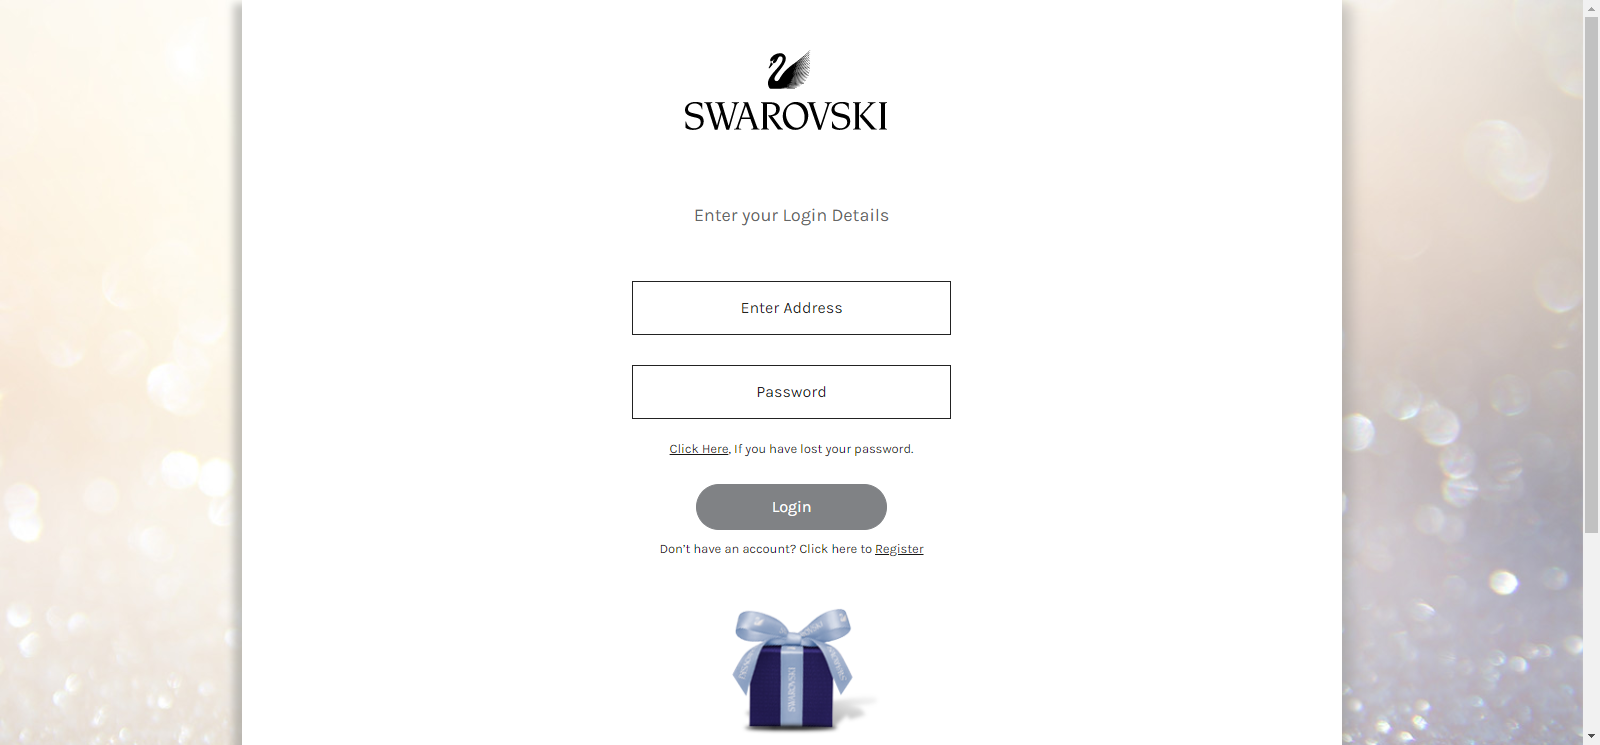 SWAROVSKI
Enter your Login Details
Enter Address
Password
Click Here, If you have lost your password.
Login
Don't have an account? Click here to Register
SWAROVSKI